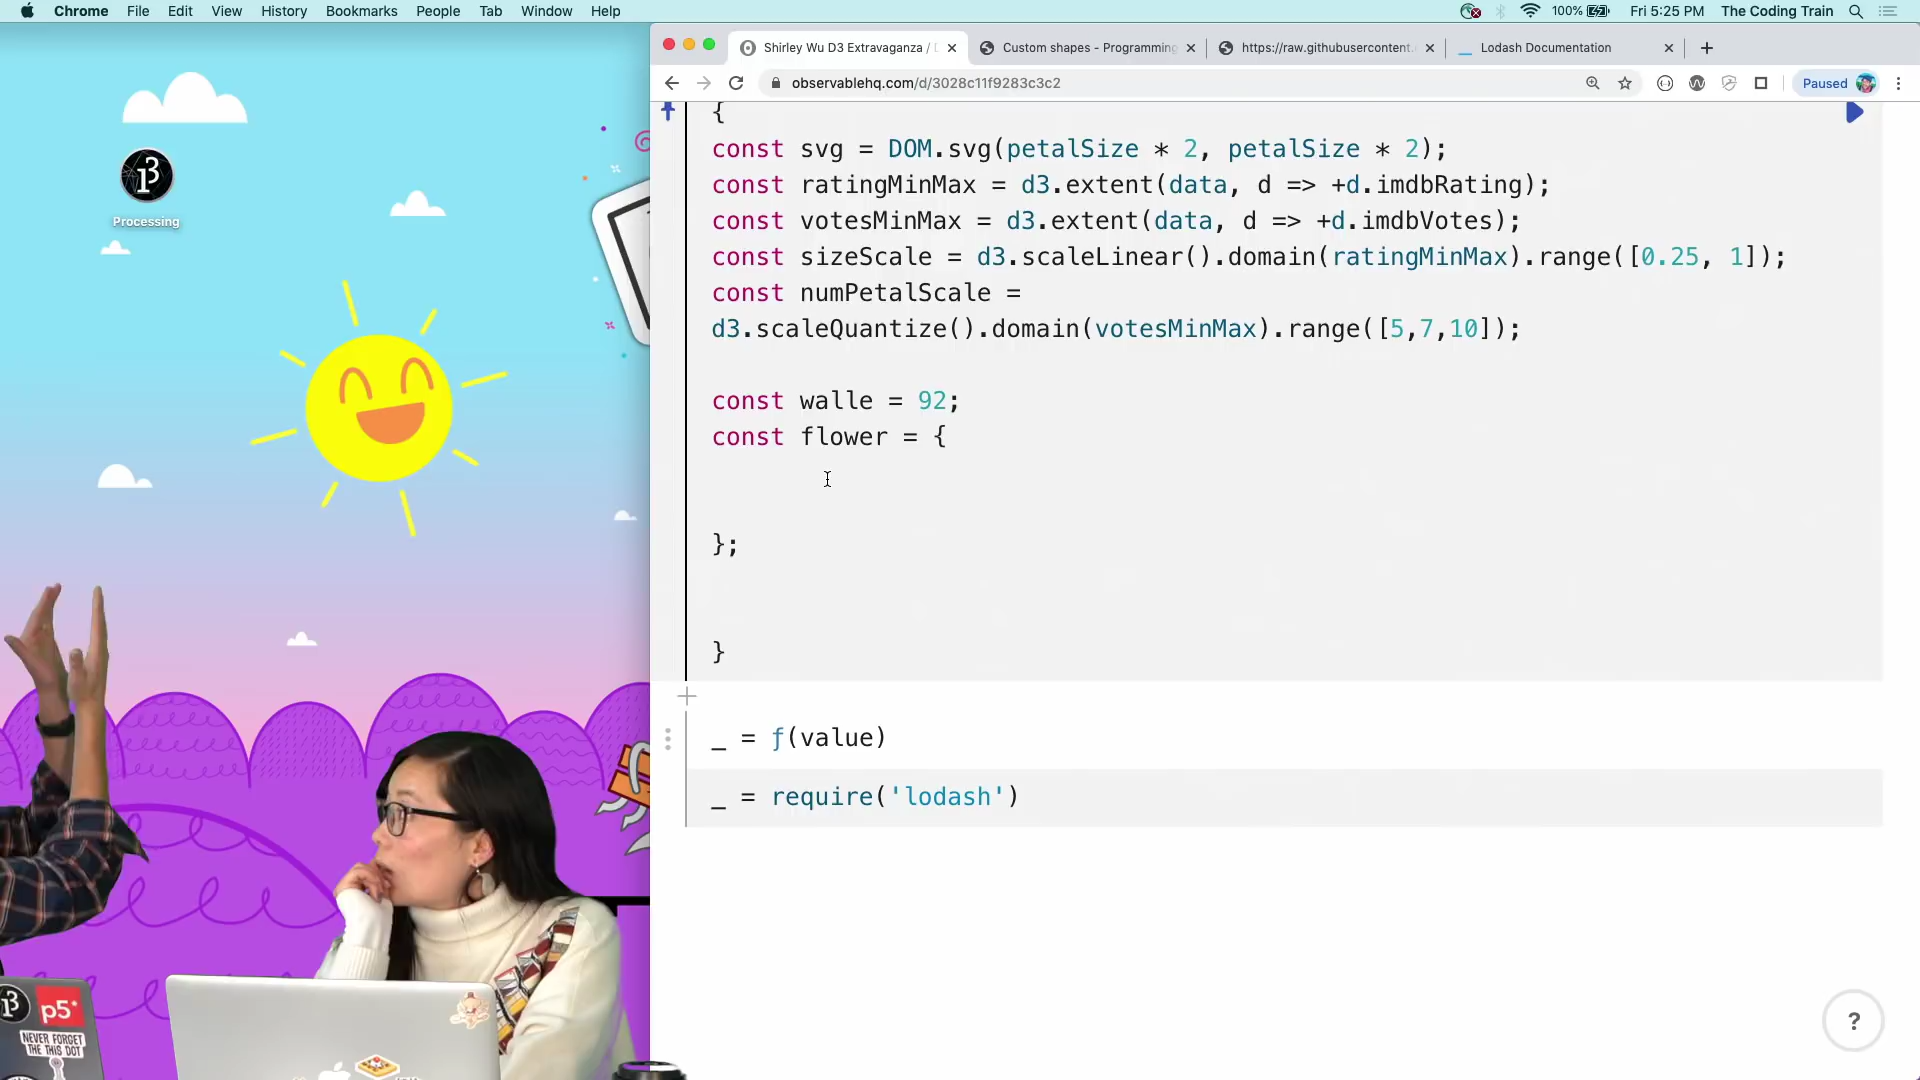 Chrome File Edit View History Bookmarks People Tab Window Help 100% Fri 5:25 PM The Coding Train
Shirley Wu D3 Extravaganza / Custom shapes - Programming https://raw.githubusercontent. Lodash Documentation
observablehq.com/d/3028c11f9283c3c2 Paused
Processing
{
const svg = DOM.svg(petalSize * 2, petalSize * 2);
const ratingMinMax = d3.extent(data, d => +d.imdbRating);
const votesMinMax = d3.extent(data, d => +d.imdbVotes);
const sizeScale = d3.scaleLinear().domain(ratingMinMax).range([0.25, 1]);
const numPetalScale =
d3.scaleQuantize().domain(votesMinMax).range([5,7,10]);
const walle = 92;
const flower = {
};
}
_ = ƒ(value)
_ = require('lodash')
?
p5*
NEVER FORGET
THE THIS DOT